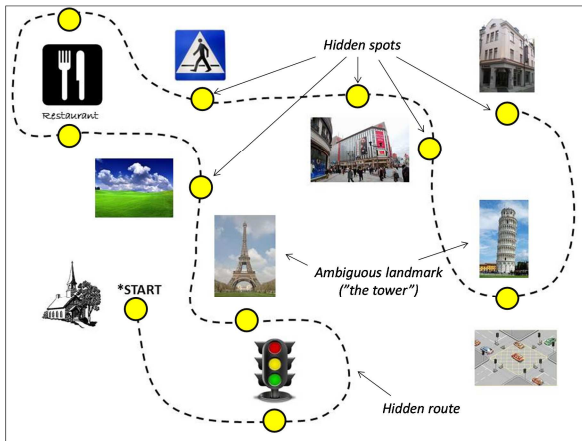 Hidden spots
Restaurant
*START
Ambiguous landmark
("the tower")
Hidden route